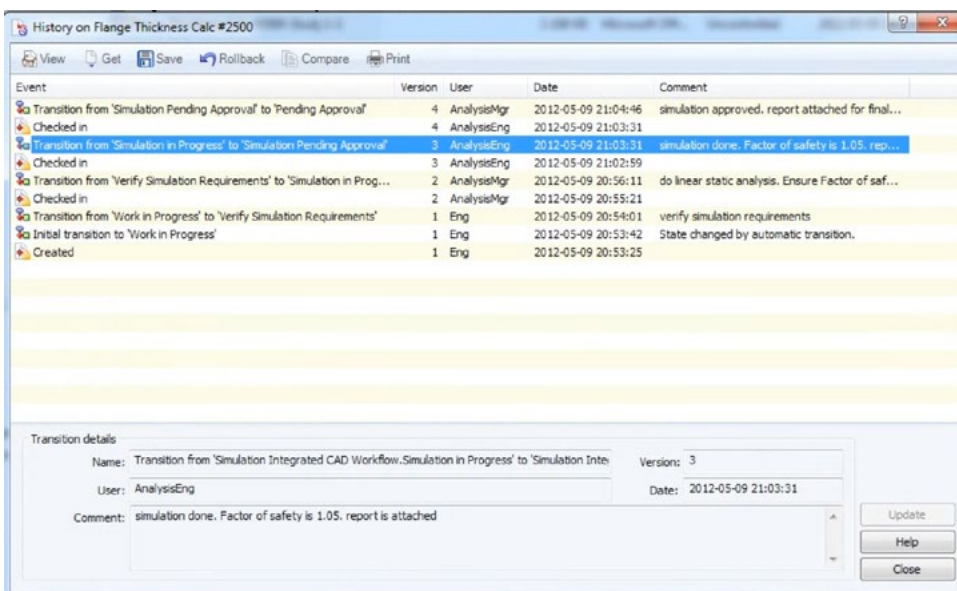 History on Flange Thickness Calc #2500
View Get Save Rollback Compare Print
Event Version User Date Comment
Transition from 'Simulation Pending Approval' to 'Pending Approval' 4 AnalysisMgr 2012-05-09 21:04:46 simulation approved. report attached for final...
Checked in 4 AnalysisEng 2012-05-09 21:03:31
Transition from 'Simulation in Progress' to 'Simulation Pending Approval' 3 AnalysisEng 2012-05-09 21:03:31 simulation done. Factor of safety is 1.05. rep...
Checked in 3 AnalysisEng 2012-05-09 21:02:59
Transition from 'Verify Simulation Requirements' to 'Simulation in Prog... 2 AnalysisMgr 2012-05-09 20:56:11 do linear static analysis. Ensure Factor of saf...
Checked in 2 AnalysisMgr 2012-05-09 20:55:21
Transition from 'Work in Progress' to 'Verify Simulation Requirements' 1 Eng 2012-05-09 20:54:01 verify simulation requirements
Initial transition to 'Work in Progress' 1 Eng 2012-05-09 20:53:42 State changed by automatic transition.
Created 1 Eng 2012-05-09 20:53:25
Transition details
Name: Transition from 'Simulation Integrated CAD Workflow.Simulation in Progress' to 'Simulation Inte Version: 3
User: AnalysisEng Date: 2012-05-09 21:03:31
Comment: simulation done. Factor of safety is 1.05. report is attached
Update
Help
Close